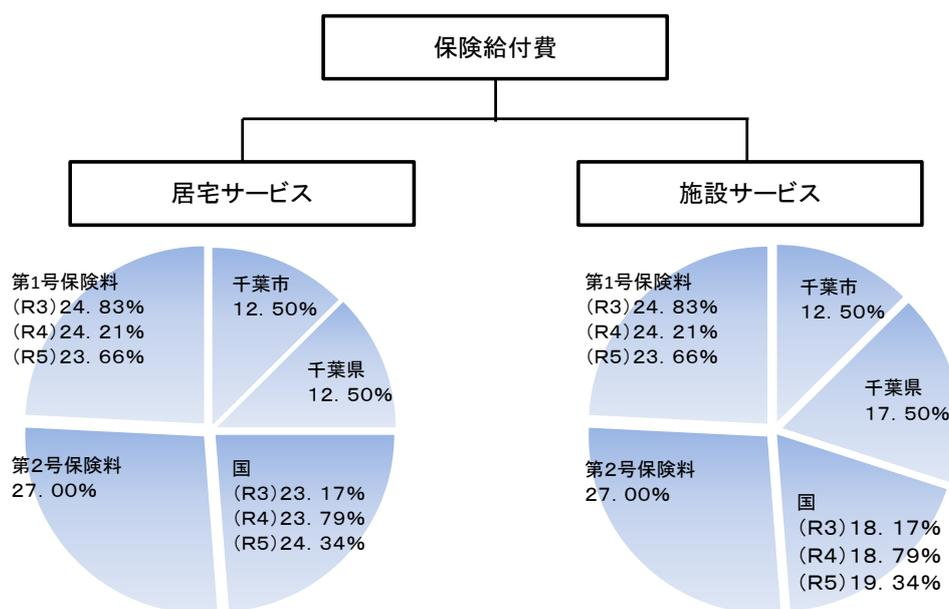 保険給付費
居宅サービス
第1号保険料
(R3)24. 83%
(R4)24. 21%
(R5)23. 66%
千葉市
12. 50%
千葉県
12. 50%
第2号保険料
27. 00%
国
(R3)23. 17%
(R4)23. 79%
(R5)24. 34%
施設サービス
第1号保険料
(R3)24. 83%
(R4)24. 21%
(R5)23. 66%
千葉市
12. 50%
千葉県
17. 50%
第2号保険料
27. 00%
国
(R3)18. 17%
(R4)18. 79%
(R5)19. 34%